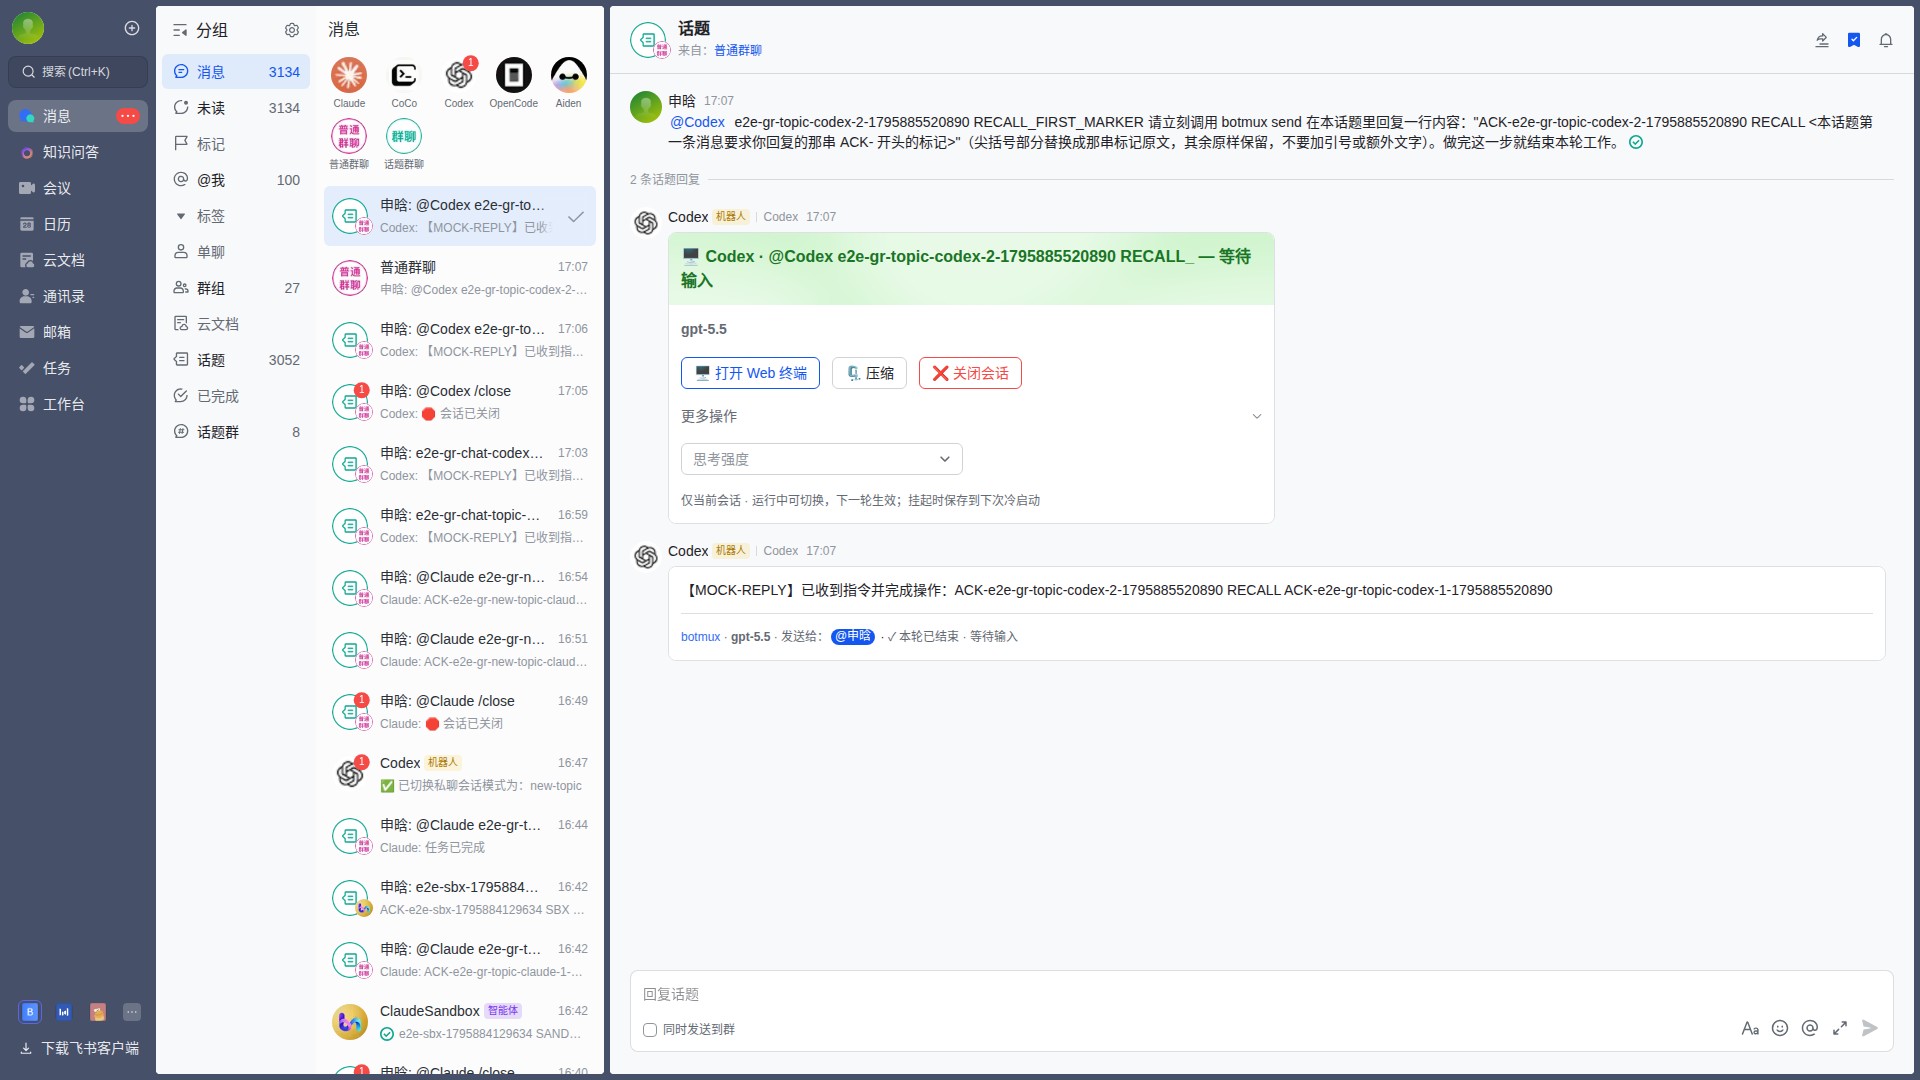 搜索 (Ctrl+K)
消息
知识问答
会议
日历
云文档
通讯录
邮箱
任务
工作台
下载飞书客户端
分组
消息 3134
未读 3134
标记
@我 100
标签
单聊
群组 27
云文档
话题 3052
已完成
话题群 8
消息
1
Claude CoCo Codex OpenCode Aiden
普通群聊 群聊
普通群聊 话题群聊
申晗: @Codex e2e-gr-to…
Codex: 【MOCK-REPLY】已收
普通群聊 17:07
申晗: @Codex e2e-gr-topic-codex-2-…
申晗: @Codex e2e-gr-to… 17:06
Codex: 【MOCK-REPLY】已收到指…
1
申晗: @Codex /close 17:05
Codex: 🛑 会话已关闭
申晗: e2e-gr-chat-codex… 17:03
Codex: 【MOCK-REPLY】已收到指…
申晗: e2e-gr-chat-topic-… 16:59
Codex: 【MOCK-REPLY】已收到指…
申晗: @Claude e2e-gr-n… 16:54
Claude: ACK-e2e-gr-new-topic-claud…
申晗: @Claude e2e-gr-n… 16:51
Claude: ACK-e2e-gr-new-topic-claud…
1
申晗: @Claude /close 16:49
Claude: 🛑 会话已关闭
1
Codex 机器人 16:47
✅ 已切换私聊会话模式为：new-topic
申晗: @Claude e2e-gr-t… 16:44
Claude: 任务已完成
申晗: e2e-sbx-1795884… 16:42
ACK-e2e-sbx-1795884129634 SBX …
申晗: @Claude e2e-gr-t… 16:42
Claude: ACK-e2e-gr-topic-claude-1-…
ClaudeSandbox 智能体 16:42
e2e-sbx-1795884129634 SAND…
1
申晗: @Claude /close 16:40
话题
来自：普通群聊
申晗 17:07
@Codex e2e-gr-topic-codex-2-1795885520890 RECALL_FIRST_MARKER 请立刻调用 botmux send 在本话题里回复一行内容："ACK-e2e-gr-topic-codex-2-1795885520890 RECALL <本话题第
一条消息要求你回复的那串 ACK- 开头的标记>"（尖括号部分替换成那串标记原文，其余原样保留，不要加引号或额外文字）。做完这一步就结束本轮工作。
2 条话题回复
Codex 机器人 Codex 17:07
🖥️ Codex · @Codex e2e-gr-topic-codex-2-1795885520890 RECALL_ — 等待
输入
gpt-5.5
🖥️ 打开 Web 终端 🗜️ 压缩 ❌ 关闭会话
更多操作
思考强度
仅当前会话 · 运行中可切换，下一轮生效；挂起时保存到下次冷启动
Codex 机器人 Codex 17:07
【MOCK-REPLY】已收到指令并完成操作：ACK-e2e-gr-topic-codex-2-1795885520890 RECALL ACK-e2e-gr-topic-codex-1-1795885520890
botmux · gpt-5.5 · 发送给：@申晗 · ✓ 本轮已结束 · 等待输入
回复话题
同时发送到群
Aa